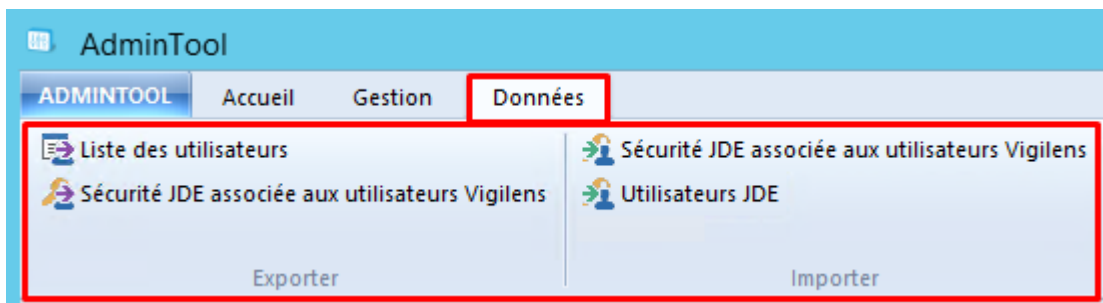 AdminTool
ADMINTOOL Accueil Gestion Données
Liste des utilisateurs
Sécurité JDE associée aux utilisateurs Vigilens
Exporter
Sécurité JDE associée aux utilisateurs Vigilens
Utilisateurs JDE
Importer